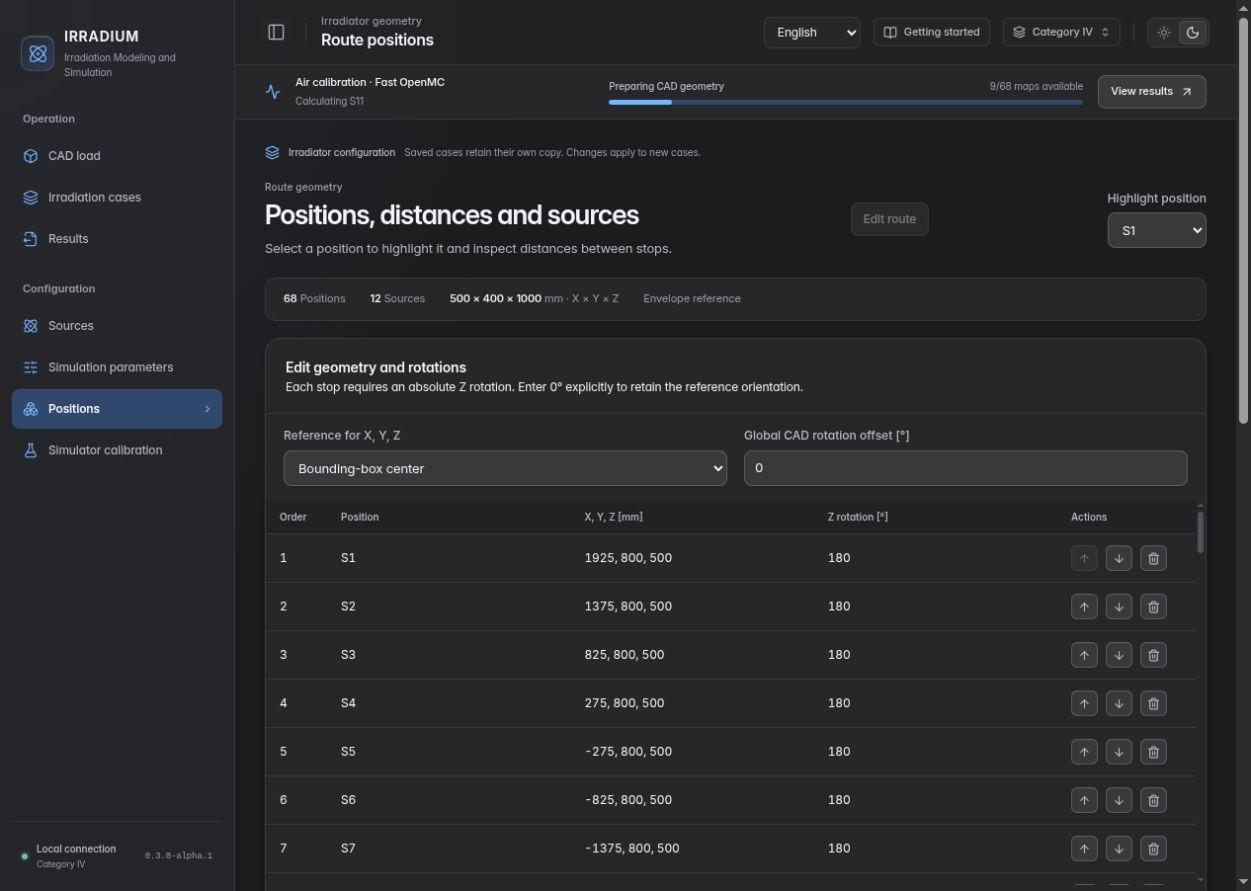 IRRADIUM
Irradiation Modeling and
Simulation
Operation
CAD load
Irradiation cases
Results
Configuration
Sources
Simulation parameters
Positions
Simulator calibration
Local connection
Category IV
0.3.0-alpha.1
Irradiator geometry
Route positions
English
Getting started
Category IV
Air calibration · Fast OpenMC
Calculating S11
Preparing CAD geometry
9/68 maps available
View results
Irradiator configuration Saved cases retain their own copy. Changes apply to new cases.
Route geometry
Positions, distances and sources
Select a position to highlight it and inspect distances between stops.
Edit route
Highlight position
S1
68 Positions 12 Sources 500 × 400 × 1000 mm · X × Y × Z Envelope reference
Edit geometry and rotations
Each stop requires an absolute Z rotation. Enter 0° explicitly to retain the reference orientation.
Reference for X, Y, Z
Bounding-box center
Global CAD rotation offset [°]
0
Order Position X, Y, Z [mm] Z rotation [°] Actions
1 S1 1925, 800, 500 180
2 S2 1375, 800, 500 180
3 S3 825, 800, 500 180
4 S4 275, 800, 500 180
5 S5 -275, 800, 500 180
6 S6 -825, 800, 500 180
7 S7 -1375, 800, 500 180